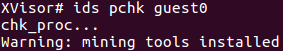 XVisor# ids pchk guest0
chk_proc...
Warning: mining tools installed